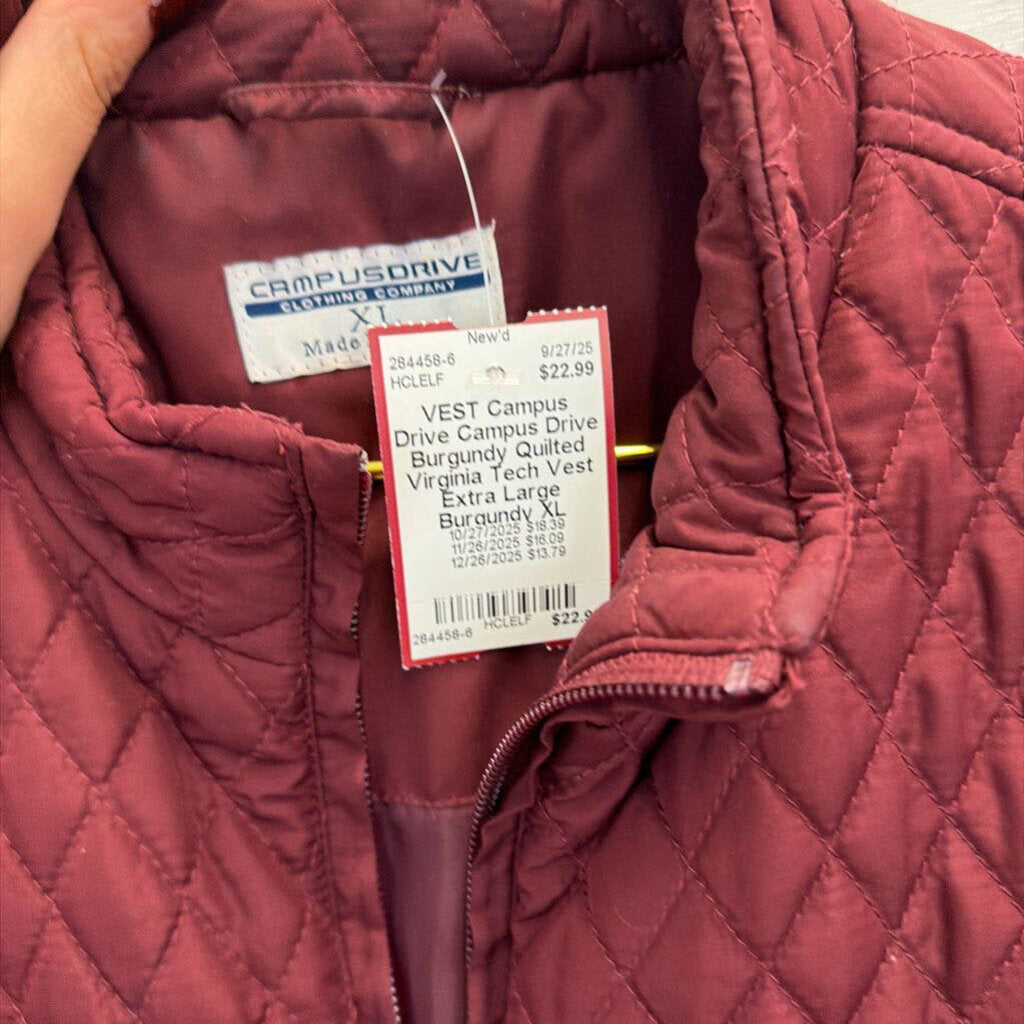 CAMPUSDRIVE
CLOTHING COMPANY
XL
Made
New'd
284458-6 9/27/25
HCLELF $22.99
VEST Campus
Drive Campus Drive
Burgundy Quilted
Virginia Tech Vest
Extra Large
Burgundy XL
10/27/2025 $18.39
11/26/2025 $16.09
12/26/2025 $13.79
284458-6 HCLELF $22.9